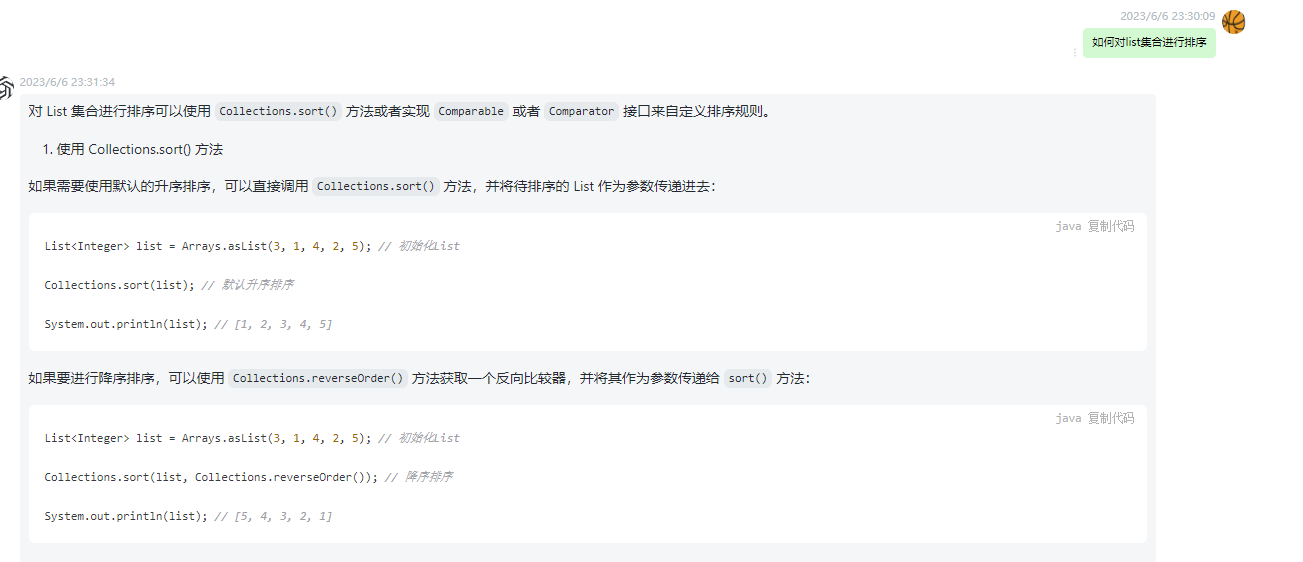 2023/6/6 23:30:09
如何对list集合进行排序
2023/6/6 23:31:34
对 List 集合进行排序可以使用 Collections.sort() 方法或者实现 Comparable 或者 Comparator 接口来自定义排序规则。
1. 使用 Collections.sort() 方法
如果需要使用默认的升序排序，可以直接调用 Collections.sort() 方法，并将待排序的 List 作为参数传递进去：
java 复制代码
List<Integer> list = Arrays.asList(3, 1, 4, 2, 5); // 初始化List
Collections.sort(list); // 默认升序排序
System.out.println(list); // [1, 2, 3, 4, 5]
如果要进行降序排序，可以使用 Collections.reverseOrder() 方法获取一个反向比较器，并将其作为参数传递给 sort() 方法：
java 复制代码
List<Integer> list = Arrays.asList(3, 1, 4, 2, 5); // 初始化List
Collections.sort(list, Collections.reverseOrder()); // 降序排序
System.out.println(list); // [5, 4, 3, 2, 1]